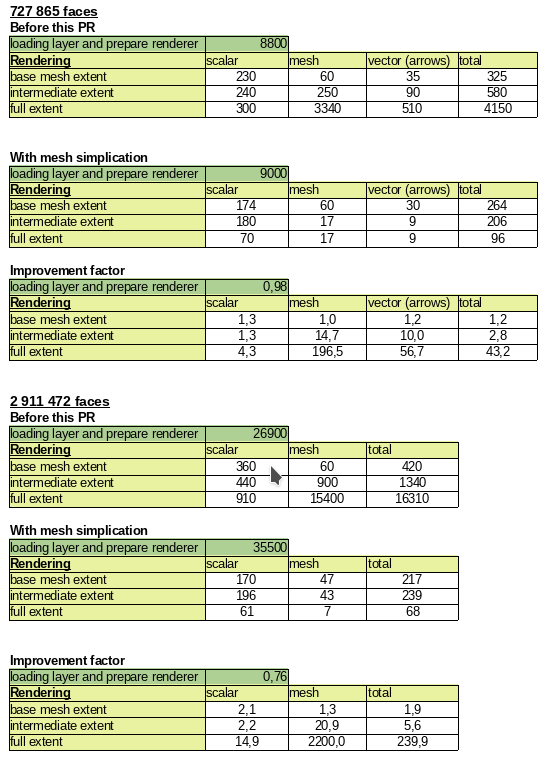 727 865 faces
Before this PR
loading layer and prepare renderer 8800
Rendering scalar mesh vector (arrows) total
base mesh extent 230 60 35 325
intermediate extent 240 250 90 580
full extent 300 3340 510 4150
With mesh simplication
loading layer and prepare renderer 9000
Rendering scalar mesh vector (arrows) total
base mesh extent 174 60 30 264
intermediate extent 180 17 9 206
full extent 70 17 9 96
Improvement factor
loading layer and prepare renderer 0,98
Rendering scalar mesh vector (arrows) total
base mesh extent 1,3 1,0 1,2 1,2
intermediate extent 1,3 14,7 10,0 2,8
full extent 4,3 196,5 56,7 43,2
2 911 472 faces
Before this PR
loading layer and prepare renderer 26900
Rendering scalar mesh total
base mesh extent 360 60 420
intermediate extent 440 900 1340
full extent 910 15400 16310
With mesh simplication
loading layer and prepare renderer 35500
Rendering scalar mesh total
base mesh extent 170 47 217
intermediate extent 196 43 239
full extent 61 7 68
Improvement factor
loading layer and prepare renderer 0,76
Rendering scalar mesh total
base mesh extent 2,1 1,3 1,9
intermediate extent 2,2 20,9 5,6
full extent 14,9 2200,0 239,9